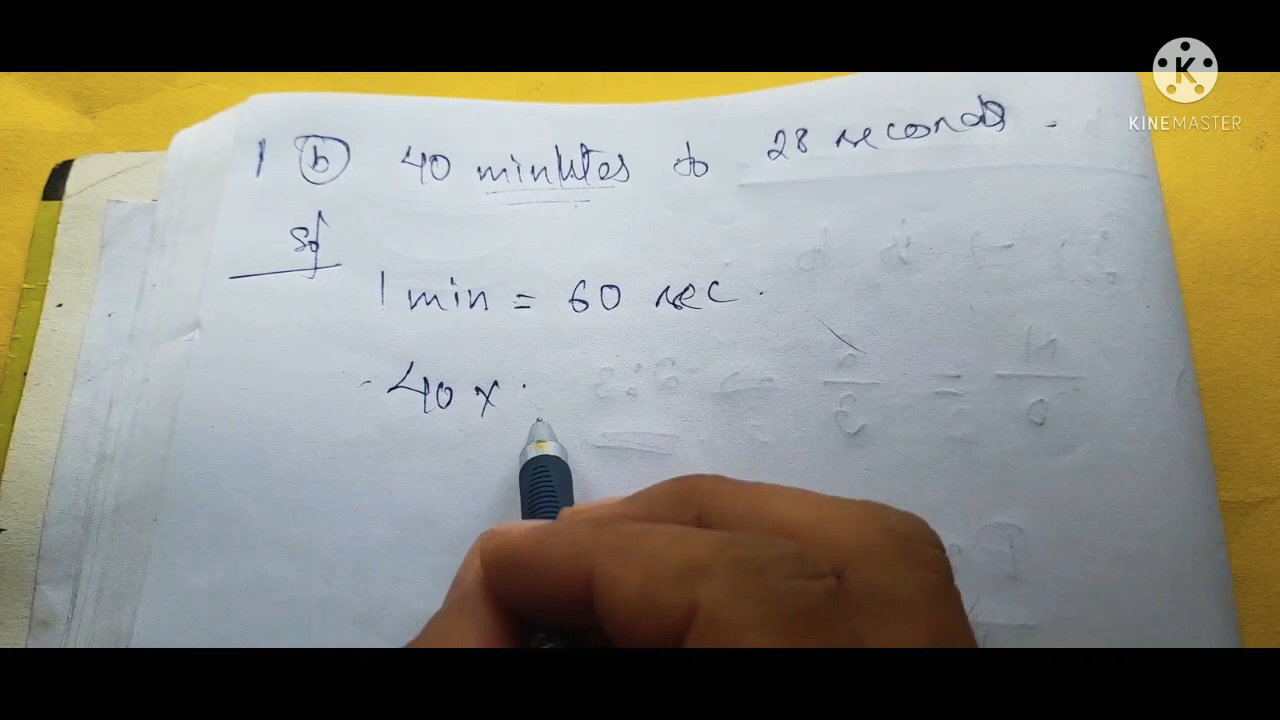 KINEMASTER
1 (b) 40 minutes to 28 seconds.
Sol
1 min = 60 sec.
40 x